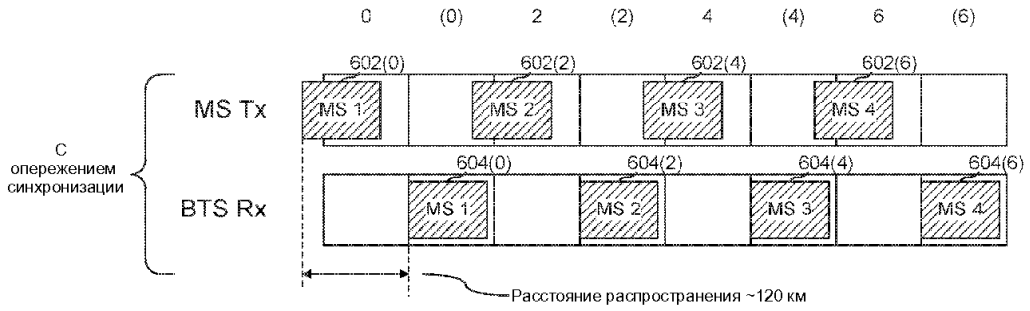 0 (0) 2 (2) 4 (4) 6 (6)
602(0) 602(2) 602(4) 602(6)
MS Tx MS 1 MS 2 MS 3 MS 4
С
опережением
синхронизации
604(0) 604(2) 604(4) 604(6)
BTS Rx MS 1 MS 2 MS 3 MS 4
Расстояние распространения ~120 км